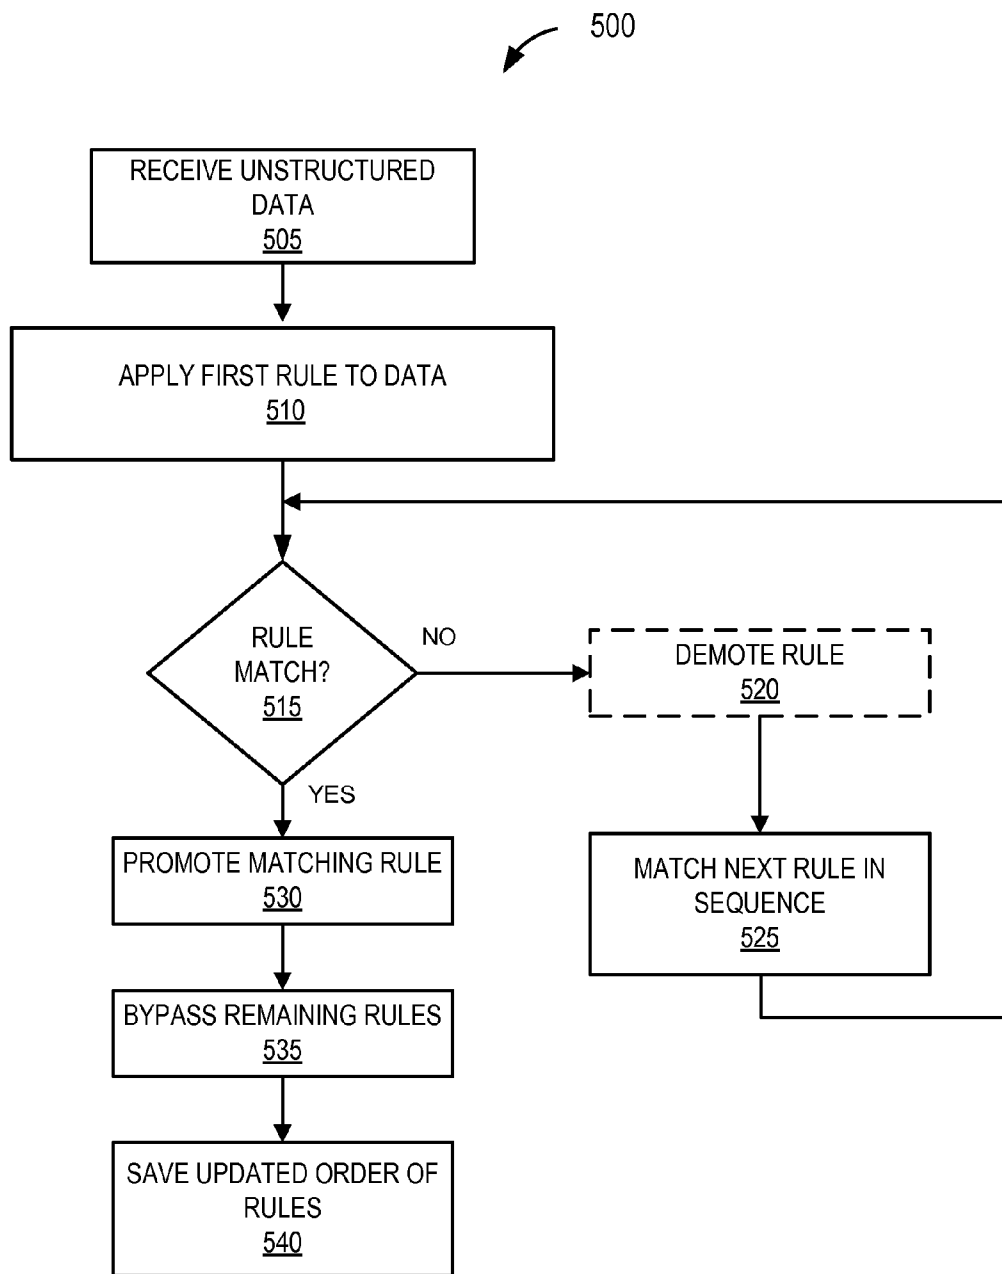 500
RECEIVE UNSTRUCTURED
DATA
505
APPLY FIRST RULE TO DATA
510
RULE
MATCH?
515
NO
DEMOTE RULE
520
MATCH NEXT RULE IN
SEQUENCE
525
YES
PROMOTE MATCHING RULE
530
BYPASS REMAINING RULES
535
SAVE UPDATED ORDER OF
RULES
540